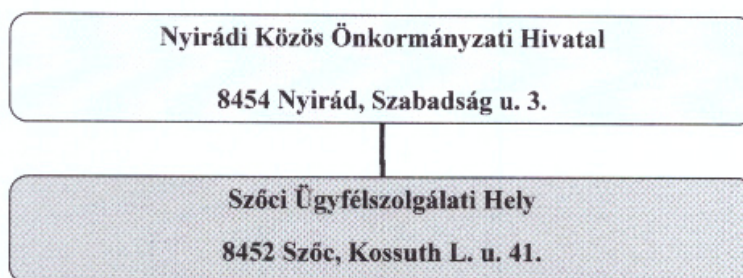 Nyirádi Közös Önkormányzati Hivatal
8454 Nyirád, Szabadság u. 3.
Szőci Ügyfélszolgálati Hely
8452 Szőc, Kossuth L. u. 41.